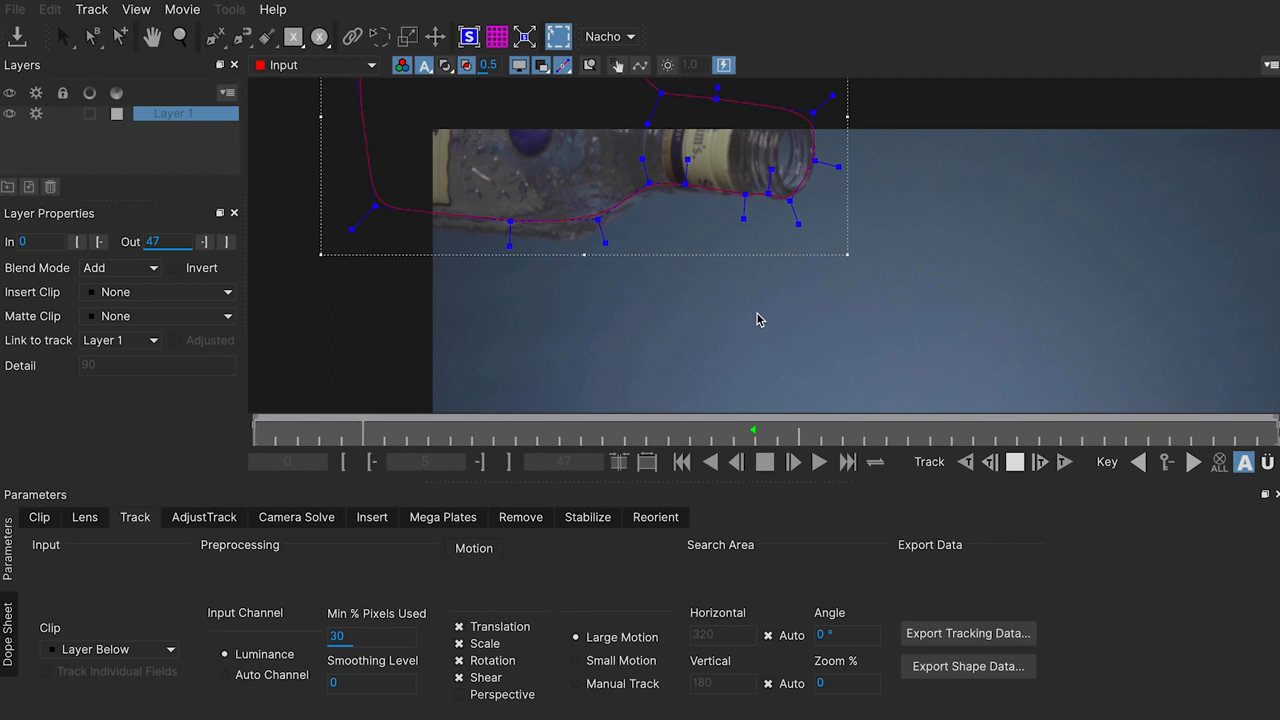 File Edit Track View Movie Tools Help
S Nacho
Layers
Input A 0.5 1.0
Layer 1
m's
Layer Properties
In 0 [ [- Out 47 -] ]
Blend Mode Add Invert
Insert Clip None
Matte Clip None
Link to track Layer 1 Adjusted
Detail 90
0 [ [- 5 -] ] 47 Track T T T T Key ALL A Ü
Parameters
Clip Lens Track AdjustTrack Camera Solve Insert Mega Plates Remove Stabilize Reorient
Parameters
Dope Sheet
Input
Clip
Layer Below
Track Individual Fields
Preprocessing
Input Channel
Luminance
Auto Channel
Min % Pixels Used
30
Smoothing Level
0
Motion
Translation
Scale
Rotation
Shear
Perspective
Large Motion
Small Motion
Manual Track
Search Area
Horizontal
320 Auto
Vertical
180 Auto
Angle
0 °
Zoom %
0
Export Data
Export Tracking Data...
Export Shape Data...